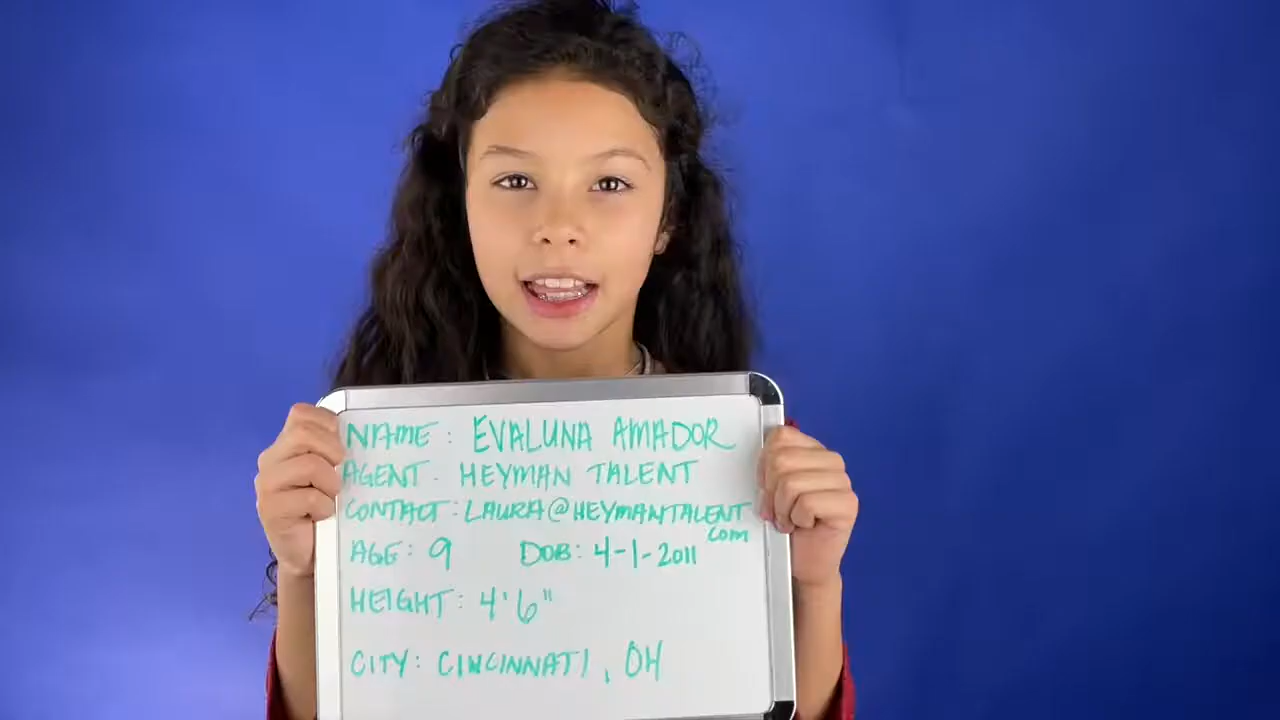 NAME: EVALUNA AMADOR
AGENT: HEYMAN TALENT
CONTACT: LAURA@HEYMANTALENT
com
AGE: 9 DOB: 4-1-2011
HEIGHT: 4'6"
CITY: CINCINNATI, OH